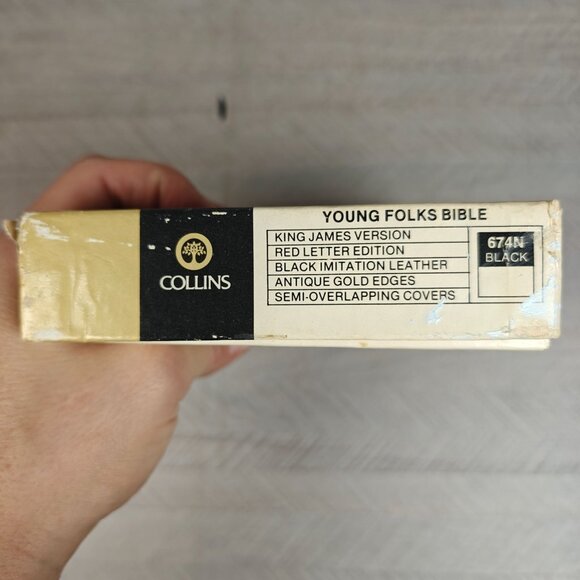 COLLINS
YOUNG FOLKS BIBLE
KING JAMES VERSION
RED LETTER EDITION
BLACK IMITATION LEATHER
ANTIQUE GOLD EDGES
SEMI-OVERLAPPING COVERS
674N
BLACK